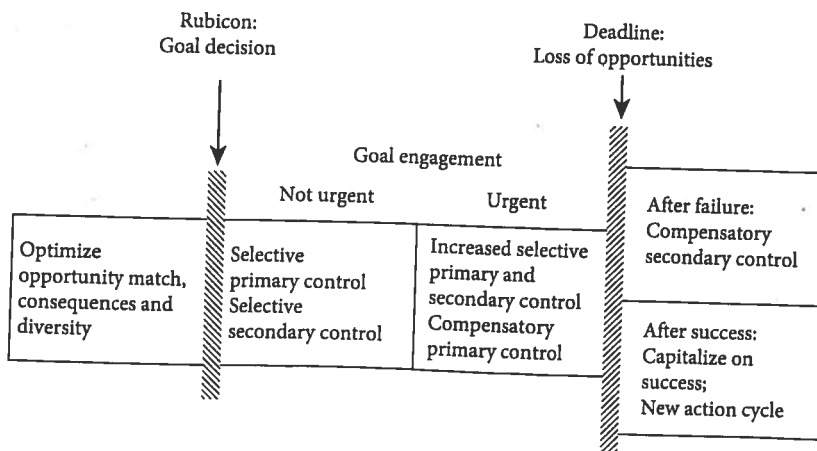 Rubicon:
Goal decision
Deadline:
Loss of opportunities
Goal engagement
Not urgent
Urgent
Optimize
opportunity match,
consequences and
diversity
Selective
primary control
Selective
secondary control
Increased selective
primary and
secondary control
Compensatory
primary control
After failure:
Compensatory
secondary control
After success:
Capitalize on
success;
New action cycle